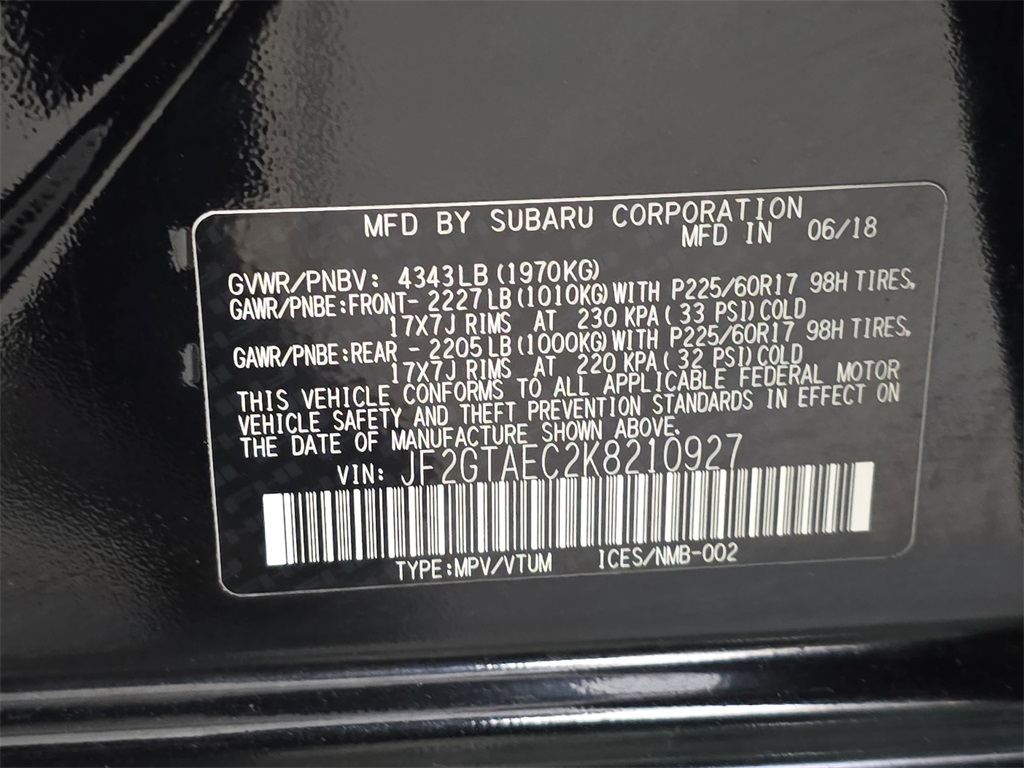 MFD BY SUBARU CORPORATION
MFD IN 06/18
GVWR/PNBV: 4343LB(1970KG)
GAWR/PNBE:FRONT- 2227LB(1010KG)WITH P225/60R17 98H TIRES,
17X7J RIMS AT 230 KPA( 33 PSI)COLD
GAWR/PNBE:REAR - 2205LB(1000KG)WITH P225/60R17 98H TIRES,
17X7J RIMS AT 220 KPA( 32 PSI)COLD
THIS VEHICLE CONFORMS TO ALL APPLICABLE FEDERAL MOTOR
VEHICLE SAFETY AND THEFT PREVENTION STANDARDS IN EFFECT ON
THE DATE OF MANUFACTURE SHOWN ABOVE.
VIN: JF2GTAEC2K8210927
TYPE:MPV/VTUM ICES/NMB-002